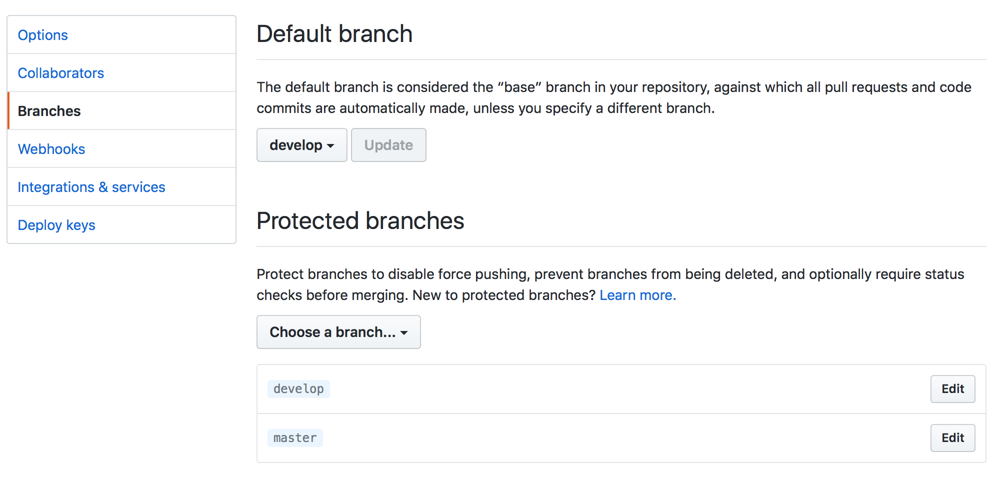 Options
Collaborators
Branches
Webhooks
Integrations & services
Deploy keys
Default branch
The default branch is considered the “base” branch in your repository, against which all pull requests and code
commits are automatically made, unless you specify a different branch.
develop Update
Protected branches
Protect branches to disable force pushing, prevent branches from being deleted, and optionally require status
checks before merging. New to protected branches? Learn more.
Choose a branch...
develop Edit
master Edit